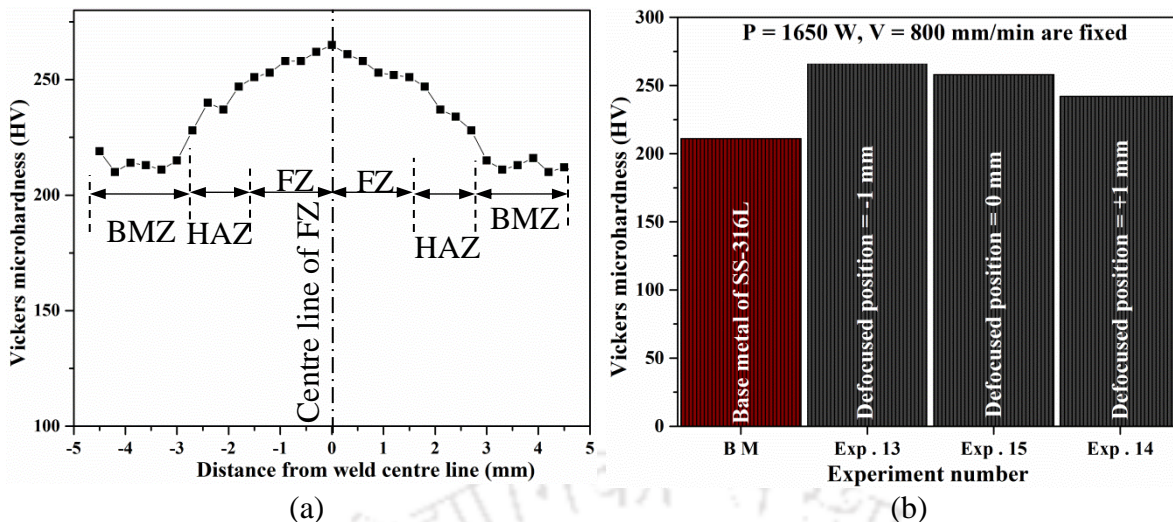 Vickers microhardness (HV)
250
200
150
100
-5 -4 -3 -2 -1 0 1 2 3 4 5
Distance from weld centre line (mm)
FZ FZ
BMZ HAZ HAZ BMZ
Centre line of FZ
(a)
P = 1650 W, V = 800 mm/min are fixed
Vickers microhardness (HV)
300
250
200
150
100
50
0
Base metal of SS-316L
Defocused position = -1 mm
Defocused position = 0 mm
Defocused position = +1 mm
B M Exp . 13 Exp . 15 Exp . 14
Experiment number
(b)